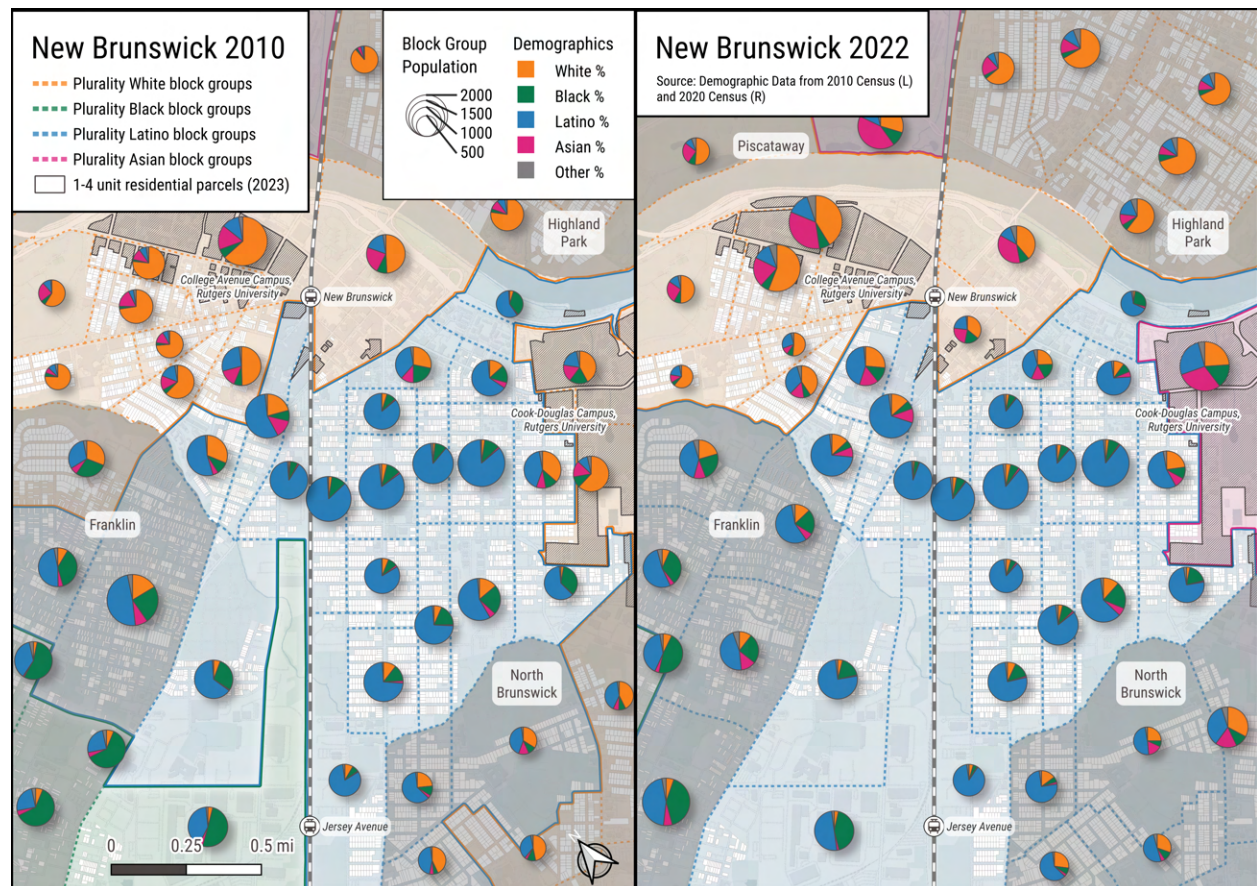 New Brunswick 2010
Plurality White block groups
Plurality Black block groups
Plurality Latino block groups
Plurality Asian block groups
1-4 unit residential parcels (2023)
Block Group
Population
2000
1500
1000
500
Demographics
White %
Black %
Latino %
Asian %
Other %
New Brunswick 2022
Source: Demographic Data from 2010 Census (L)
and 2020 Census (R)
Highland
Park
College Avenue Campus,
Rutgers University
New Brunswick
Cook-Douglas Campus,
Rutgers University
Franklin
North
Brunswick
Jersey Avenue
0
0.25
0.5 mi
N
Piscataway
Highland
Park
College Avenue Campus,
Rutgers University
New Brunswick
Cook-Douglas Campus,
Rutgers University
Franklin
North
Brunswick
Jersey Avenue